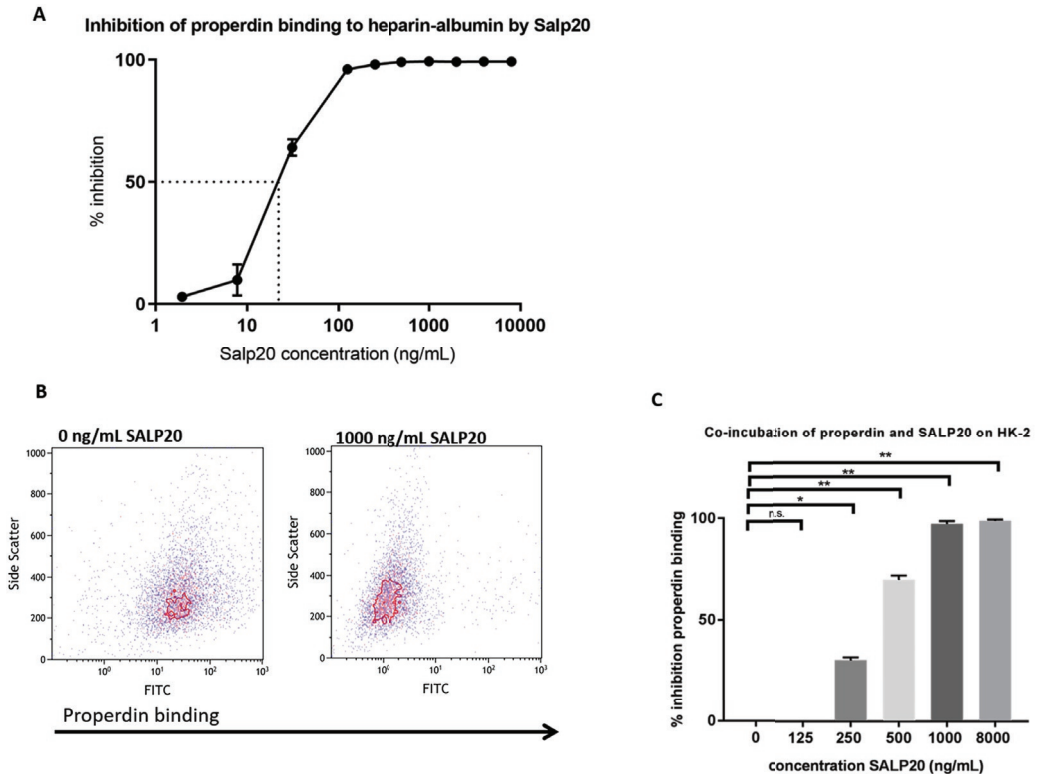 A
Inhibition of properdin binding to heparin-albumin by Salp20
100
50
0
% inhibition
1 10 100 1000 10000
Salp20 concentration (ng/mL)
B
0 ng/mL SALP20
1000
800
600
400
200
0
Side Scatter
10⁰ 10¹ 10² 10³
FITC
1000 ng/mL SALP20
1000
800
600
400
200
0
Side Scatter
10⁰ 10¹ 10² 10³
FITC
Properdin binding
C
Co-incubation of properdin and SALP20 on HK-2
**
**
**
*
n.s.
100
50
0
% inhibition properdin binding
0 125 250 500 1000 8000
concentration SALP20 (ng/mL)